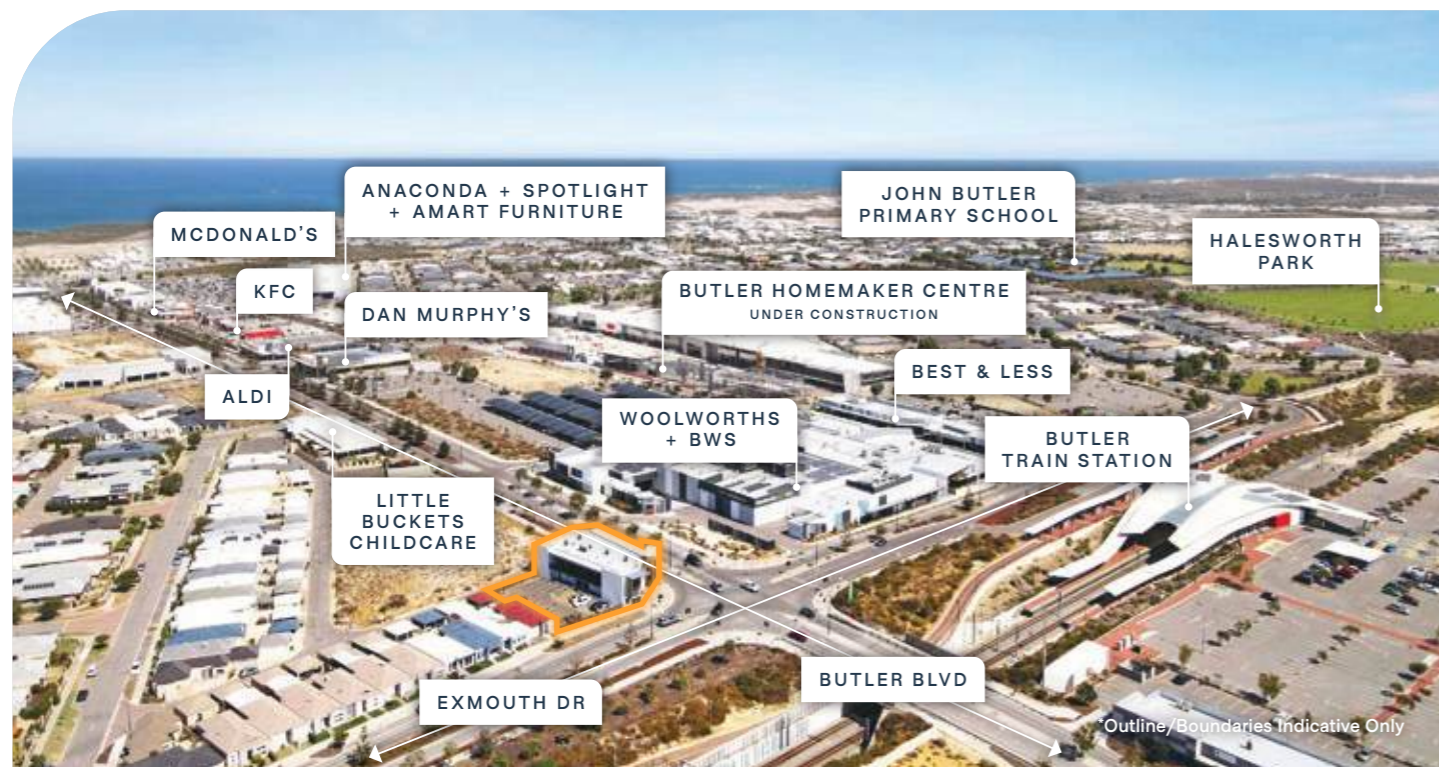 ANACONDA + SPOTLIGHT
+ AMART FURNITURE
JOHN BUTLER
PRIMARY SCHOOL
MCDONALD'S
HALESWORTH
PARK
KFC
DAN MURPHY'S
BUTLER HOMEMAKER CENTRE
UNDER CONSTRUCTION
ALDI
BEST & LESS
WOOLWORTHS
+ BWS
BUTLER
TRAIN STATION
LITTLE
BUCKETS
CHILDCARE
BUTLER BLVD
EXMOUTH DR
*Outline/Boundaries Indicative Only